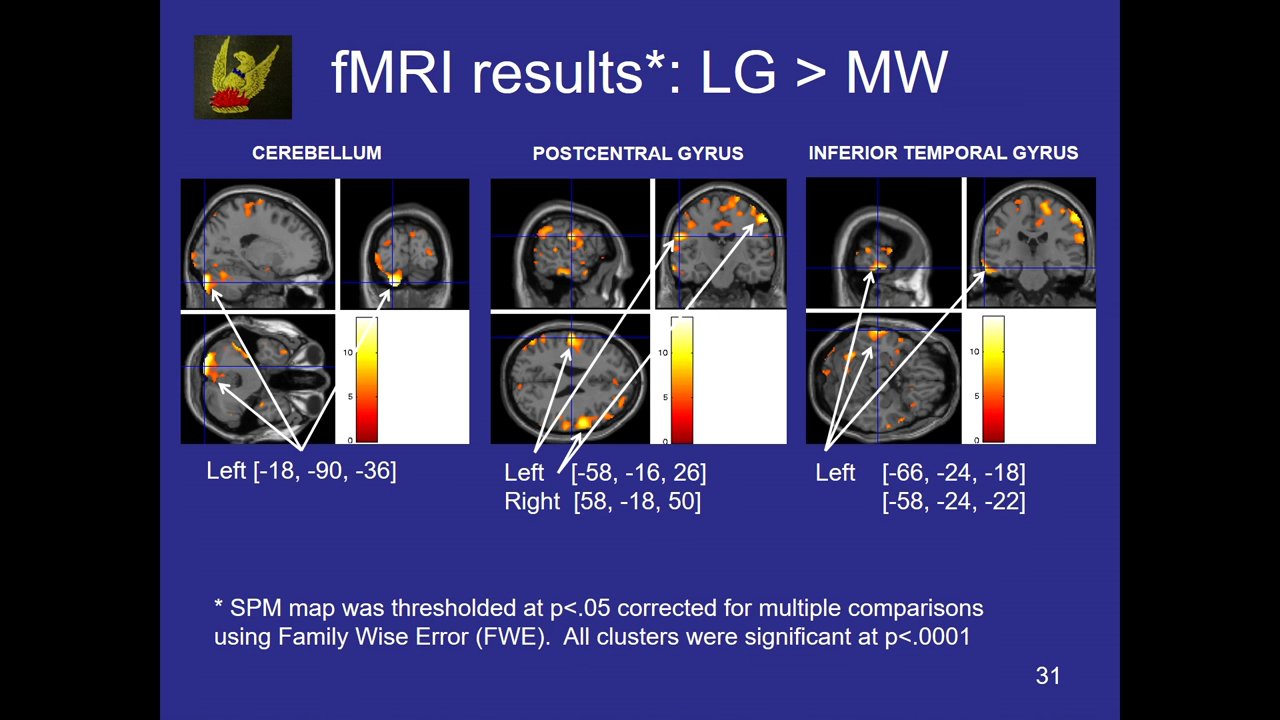 fMRI results*: LG > MW
CEREBELLUM
POSTCENTRAL GYRUS
INFERIOR TEMPORAL GYRUS
10
5
0
10
5
0
10
5
0
Left [-18, -90, -36]
Left [-58, -16, 26]
Right [58, -18, 50]
Left [-66, -24, -18]
[-58, -24, -22]
* SPM map was thresholded at p<.05 corrected for multiple comparisons
using Family Wise Error (FWE). All clusters were significant at p<.0001
31